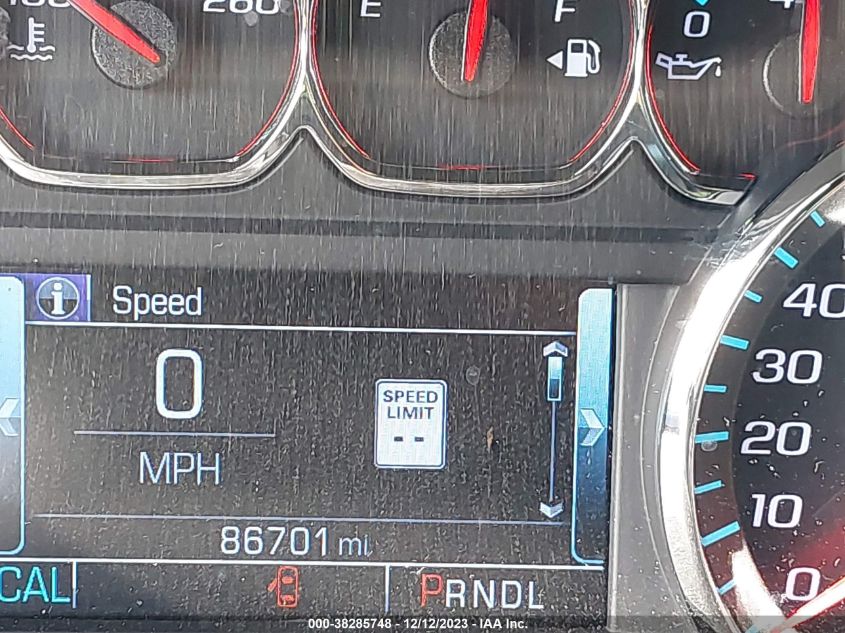 260
E F
0
4
Speed
0
MPH
SPEED
LIMIT
--
86701 mi
CAL
PRNDL
40
30
20
10
0
000-38285748 - 12/12/2023 - IAA Inc.